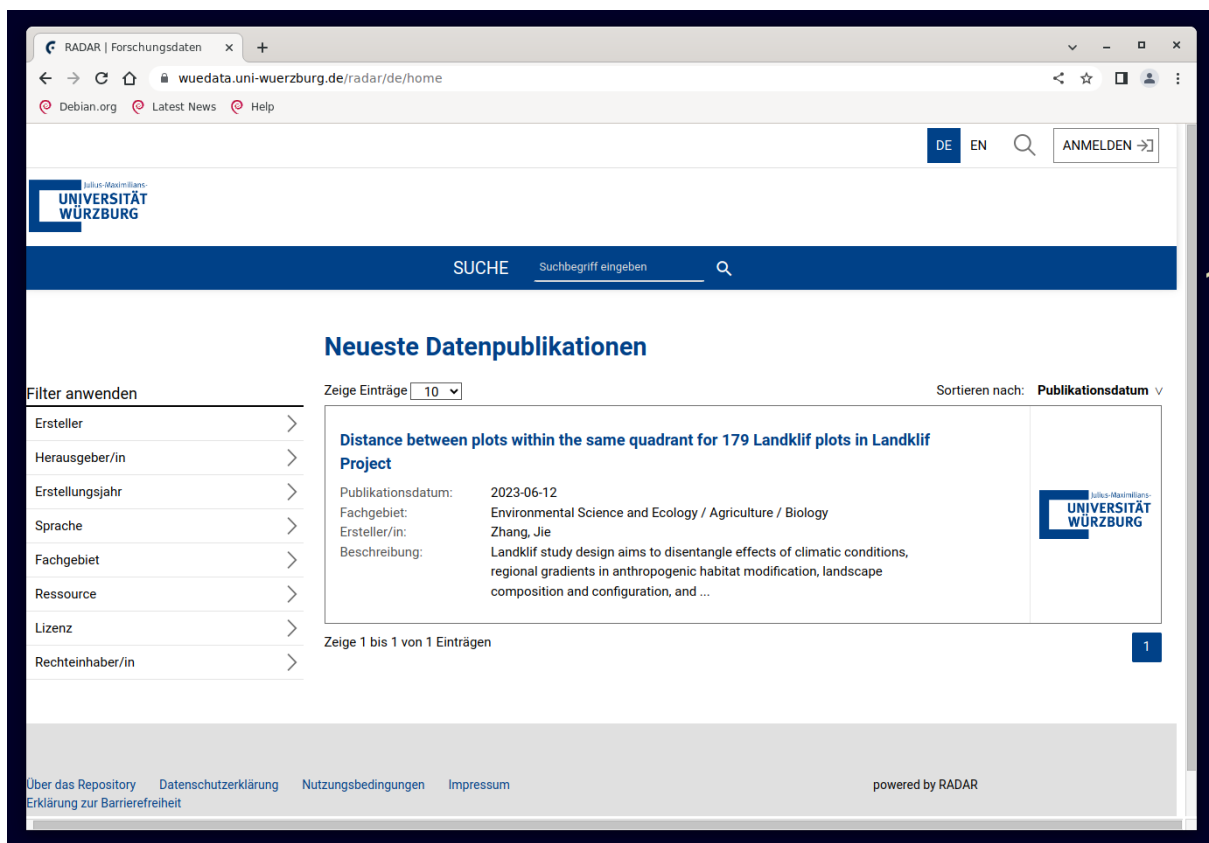 RADAR | Forschungsdaten
wuedata.uni-wuerzburg.de/radar/de/home
Debian.org Latest News Help
DE EN ANMELDEN
Julius-Maximilians-
UNIVERSITÄT
WÜRZBURG
SUCHE Suchbegriff eingeben
Neueste Datenpublikationen
Filter anwenden
Ersteller
Herausgeber/in
Erstellungsjahr
Sprache
Fachgebiet
Ressource
Lizenz
Rechteinhaber/in
Zeige Einträge 10 Sortieren nach: Publikationsdatum
Distance between plots within the same quadrant for 179 Landklif plots in Landklif
Project
Publikationsdatum: 2023-06-12
Fachgebiet: Environmental Science and Ecology / Agriculture / Biology
Ersteller/in: Zhang, Jie
Beschreibung: Landklif study design aims to disentangle effects of climatic conditions,
regional gradients in anthropogenic habitat modification, landscape
composition and configuration, and ...
Julius-Maximilians-
UNIVERSITÄT
WÜRZBURG
Zeige 1 bis 1 von 1 Einträgen 1
Über das Repository Datenschutzerklärung Nutzungsbedingungen Impressum powered by RADAR
Erklärung zur Barrierefreiheit